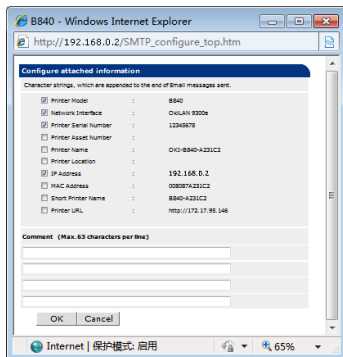 B840 - Windows Internet Explorer
http://192.168.0.2/SMTP_configure_top.htm
Configure attached information
Character strings, which are appended to the end of Email messages sent.
Printer Model : B840
Network Interface : OkiLAN 9300e
Printer Serial Number : 12345678
Printer Asset Number :
Printer Name : OKI-B840-A231C2
Printer Location :
IP Address : 192.168.0.2
MAC Address : 008087A231C2
Short Printer Name : B840-A231C2
Printer URL : http://172.17.95.146
Comment (Max.63 characters per line)
OK Cancel
Internet | 保护模式: 启用 65%